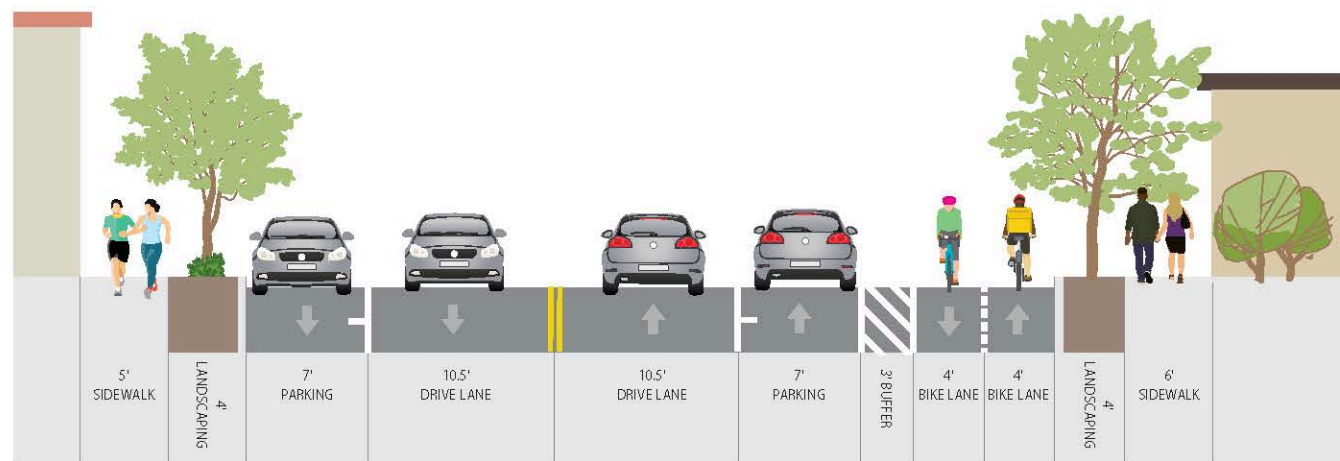 5'
SIDEWALK
4'
LANDSCAPING
7'
PARKING
10.5'
DRIVE LANE
10.5'
DRIVE LANE
7'
PARKING
3' BUFFER
4'
BIKE LANE
4'
BIKE LANE
4'
LANDSCAPING
6'
SIDEWALK